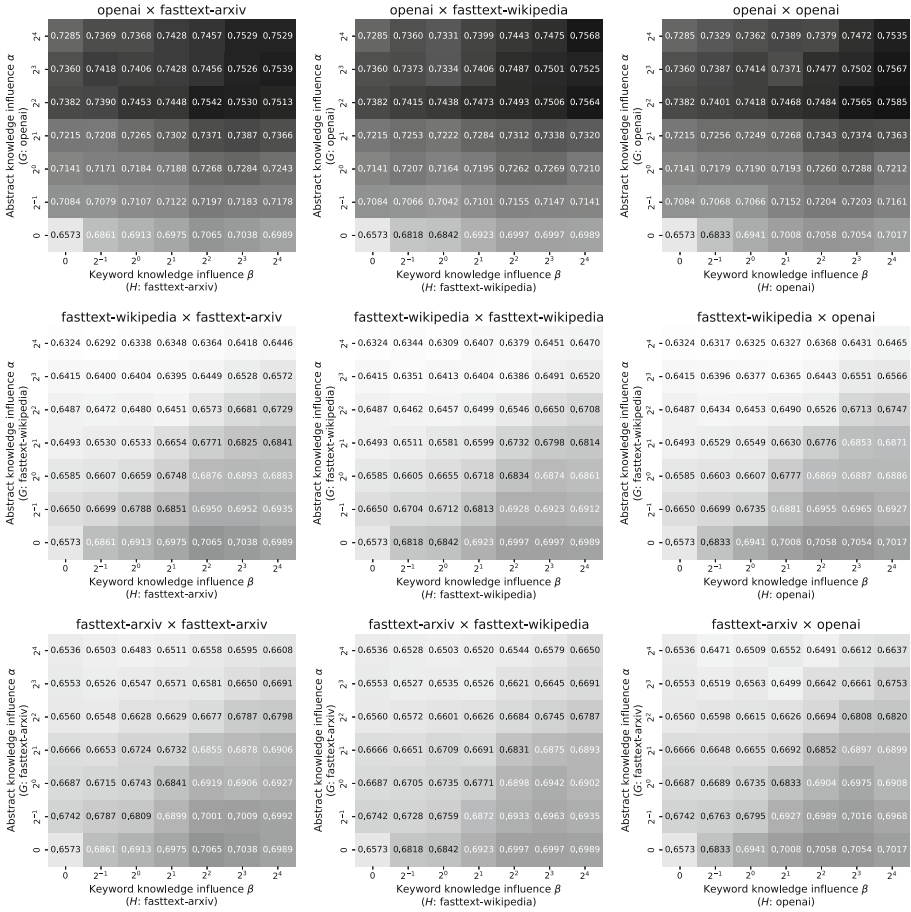 openai × fasttext-arxiv openai × fasttext-wikipedia openai × openai
2⁴ 0.7285 0.7369 0.7368 0.7428 0.7457 0.7529 0.7529 2⁴ 0.7285 0.7360 0.7331 0.7399 0.7443 0.7475 0.7568 2⁴ 0.7285 0.7329 0.7362 0.7389 0.7379 0.7472 0.7535
2³ 0.7360 0.7418 0.7406 0.7428 0.7456 0.7526 0.7539 2³ 0.7360 0.7373 0.7334 0.7406 0.7487 0.7501 0.7525 2³ 0.7360 0.7387 0.7414 0.7371 0.7477 0.7502 0.7567
2² 0.7382 0.7390 0.7453 0.7448 0.7542 0.7530 0.7513 2² 0.7382 0.7415 0.7438 0.7473 0.7493 0.7506 0.7564 2² 0.7382 0.7401 0.7418 0.7468 0.7484 0.7565 0.7585
2¹ 0.7215 0.7208 0.7265 0.7302 0.7371 0.7387 0.7366 2¹ 0.7215 0.7253 0.7222 0.7284 0.7312 0.7338 0.7320 2¹ 0.7215 0.7256 0.7249 0.7268 0.7343 0.7374 0.7363
2⁰ 0.7141 0.7171 0.7184 0.7188 0.7268 0.7284 0.7243 2⁰ 0.7141 0.7207 0.7164 0.7195 0.7262 0.7269 0.7210 2⁰ 0.7141 0.7179 0.7190 0.7193 0.7260 0.7288 0.7212
2⁻¹ 0.7084 0.7079 0.7107 0.7122 0.7197 0.7183 0.7178 2⁻¹ 0.7084 0.7066 0.7042 0.7101 0.7155 0.7147 0.7141 2⁻¹ 0.7084 0.7068 0.7066 0.7152 0.7204 0.7203 0.7161
0 0.6573 0.6861 0.6913 0.6975 0.7065 0.7038 0.6989 0 0.6573 0.6818 0.6842 0.6923 0.6997 0.6997 0.6989 0 0.6573 0.6833 0.6941 0.7008 0.7058 0.7054 0.7017
Abstract knowledge influence α Abstract knowledge influence α Abstract knowledge influence α
(G: openai) (G: openai) (G: openai)
0 2⁻¹ 2⁰ 2¹ 2² 2³ 2⁴ 0 2⁻¹ 2⁰ 2¹ 2² 2³ 2⁴ 0 2⁻¹ 2⁰ 2¹ 2² 2³ 2⁴
Keyword knowledge influence β Keyword knowledge influence β Keyword knowledge influence β
(H: fasttext-arxiv) (H: fasttext-wikipedia) (H: openai)
fasttext-wikipedia × fasttext-arxiv fasttext-wikipedia × fasttext-wikipedia fasttext-wikipedia × openai
2⁴ 0.6324 0.6292 0.6338 0.6348 0.6364 0.6418 0.6446 2⁴ 0.6324 0.6344 0.6309 0.6407 0.6379 0.6451 0.6470 2⁴ 0.6324 0.6317 0.6325 0.6327 0.6368 0.6431 0.6465
2³ 0.6415 0.6400 0.6404 0.6395 0.6449 0.6528 0.6572 2³ 0.6415 0.6351 0.6413 0.6404 0.6386 0.6491 0.6520 2³ 0.6415 0.6396 0.6377 0.6365 0.6443 0.6551 0.6566
2² 0.6487 0.6472 0.6480 0.6451 0.6573 0.6681 0.6729 2² 0.6487 0.6462 0.6457 0.6499 0.6546 0.6650 0.6708 2² 0.6487 0.6434 0.6453 0.6490 0.6526 0.6713 0.6747
2¹ 0.6493 0.6530 0.6533 0.6654 0.6771 0.6825 0.6841 2¹ 0.6493 0.6511 0.6581 0.6599 0.6732 0.6798 0.6814 2¹ 0.6493 0.6529 0.6549 0.6630 0.6776 0.6853 0.6871
2⁰ 0.6585 0.6607 0.6659 0.6748 0.6876 0.6893 0.6883 2⁰ 0.6585 0.6605 0.6655 0.6718 0.6834 0.6874 0.6861 2⁰ 0.6585 0.6603 0.6607 0.6777 0.6869 0.6887 0.6886
2⁻¹ 0.6650 0.6699 0.6788 0.6851 0.6950 0.6952 0.6935 2⁻¹ 0.6650 0.6704 0.6712 0.6813 0.6928 0.6923 0.6912 2⁻¹ 0.6650 0.6699 0.6735 0.6881 0.6955 0.6965 0.6927
0 0.6573 0.6861 0.6913 0.6975 0.7065 0.7038 0.6989 0 0.6573 0.6818 0.6842 0.6923 0.6997 0.6997 0.6989 0 0.6573 0.6833 0.6941 0.7008 0.7058 0.7054 0.7017
Abstract knowledge influence α Abstract knowledge influence α Abstract knowledge influence α
(G: fasttext-wikipedia) (G: fasttext-wikipedia) (G: fasttext-wikipedia)
0 2⁻¹ 2⁰ 2¹ 2² 2³ 2⁴ 0 2⁻¹ 2⁰ 2¹ 2² 2³ 2⁴ 0 2⁻¹ 2⁰ 2¹ 2² 2³ 2⁴
Keyword knowledge influence β Keyword knowledge influence β Keyword knowledge influence β
(H: fasttext-arxiv) (H: fasttext-wikipedia) (H: openai)
fasttext-arxiv × fasttext-arxiv fasttext-arxiv × fasttext-wikipedia fasttext-arxiv × openai
2⁴ 0.6536 0.6503 0.6483 0.6511 0.6558 0.6595 0.6608 2⁴ 0.6536 0.6528 0.6503 0.6520 0.6544 0.6579 0.6650 2⁴ 0.6536 0.6471 0.6509 0.6552 0.6491 0.6612 0.6637
2³ 0.6553 0.6526 0.6547 0.6571 0.6581 0.6650 0.6691 2³ 0.6553 0.6527 0.6535 0.6526 0.6621 0.6645 0.6691 2³ 0.6553 0.6519 0.6563 0.6499 0.6642 0.6661 0.6753
2² 0.6560 0.6548 0.6628 0.6629 0.6677 0.6787 0.6798 2² 0.6560 0.6572 0.6601 0.6626 0.6684 0.6745 0.6787 2² 0.6560 0.6598 0.6615 0.6626 0.6694 0.6808 0.6820
2¹ 0.6666 0.6653 0.6724 0.6732 0.6855 0.6878 0.6906 2¹ 0.6666 0.6651 0.6709 0.6691 0.6831 0.6875 0.6893 2¹ 0.6666 0.6648 0.6655 0.6692 0.6852 0.6897 0.6899
2⁰ 0.6687 0.6715 0.6743 0.6841 0.6919 0.6906 0.6927 2⁰ 0.6687 0.6705 0.6735 0.6771 0.6898 0.6942 0.6902 2⁰ 0.6687 0.6689 0.6735 0.6833 0.6904 0.6975 0.6908
2⁻¹ 0.6742 0.6787 0.6809 0.6899 0.7001 0.7009 0.6992 2⁻¹ 0.6742 0.6728 0.6759 0.6872 0.6933 0.6963 0.6935 2⁻¹ 0.6742 0.6763 0.6795 0.6927 0.6989 0.7016 0.6968
0 0.6573 0.6861 0.6913 0.6975 0.7065 0.7038 0.6989 0 0.6573 0.6818 0.6842 0.6923 0.6997 0.6997 0.6989 0 0.6573 0.6833 0.6941 0.7008 0.7058 0.7054 0.7017
Abstract knowledge influence α Abstract knowledge influence α Abstract knowledge influence α
(G: fasttext-arxiv) (G: fasttext-arxiv) (G: fasttext-arxiv)
0 2⁻¹ 2⁰ 2¹ 2² 2³ 2⁴ 0 2⁻¹ 2⁰ 2¹ 2² 2³ 2⁴ 0 2⁻¹ 2⁰ 2¹ 2² 2³ 2⁴
Keyword knowledge influence β Keyword knowledge influence β Keyword knowledge influence β
(H: fasttext-arxiv) (H: fasttext-wikipedia) (H: openai)